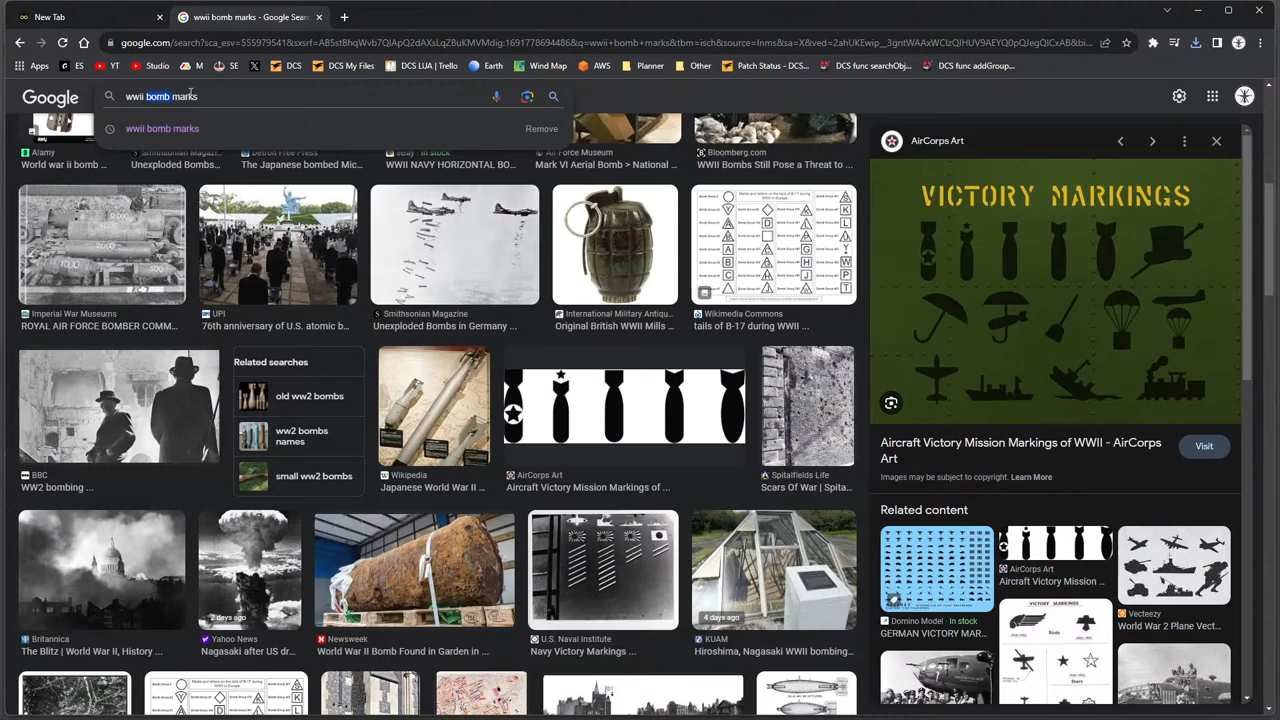 New Tab
wwii bomb marks - Google Sear
google.com/search?sca_esv=555979541&sxsrf=AB5stBhqWvb7QIApQ2dAXsLqZBuKMVMdig:1691778694486&q=wwii+bomb+marks&tbm=isch&source=lnms&sa=X&ved=2ahUKEwip_3gntWAAxWCIzQIHUV9AEYQ0pQJegQICxAB&bi...
Apps ES YT Studio M SE DCS DCS My Files DCS LUA | Trello Earth Wind Map AWS Planner Other Patch Status - DCS... DCS func searchObj... DCS func addGroup...
Google
wwii bomb marks
wwii bomb marks Remove
Alamy Smithsonian Magazi... Detroit Free Press eBay · In stock Air Force Museum Bloomberg.com
World war ii bomb ... Unexploded Bombs... The Japanese bombed Mic... WWII NAVY HORIZONTAL BO... Mark VI Aerial Bomb > National ... WWII Bombs Still Pose a Threat to ...
AirCorps Art
VICTORY MARKINGS
Imperial War Museums UPI Smithsonian Magazine International Military Antiqu... Wikimedia Commons
ROYAL AIR FORCE BOMBER COMM... 76th anniversary of U.S. atomic b... Unexploded Bombs in Germany ... Original British WWII Mills ... tails of B-17 during WWII ...
Related searches
old ww2 bombs
ww2 bombs
names
small ww2 bombs
BBC Wikipedia AirCorps Art Spitalfields Life
WW2 bombing ... Japanese World War II ... Aircraft Victory Mission Markings of ... Scars Of War | Spita...
Aircraft Victory Mission Markings of WWII - AirCorps
Art
Visit
Images may be subject to copyright. Learn More
Related content
2 days ago 4 days ago
Britannica Yahoo News Newsweek U.S. Naval Institute KUAM
The Blitz | World War II, History ... Nagasaki after US dr... World War II Bomb Found in Garden in ... Navy Victory Markings ... Hiroshima, Nagasaki WWII bombing...
AirCorps Art
Aircraft Victory Mission ...
Domino Model · In stock
GERMAN VICTORY MAR...
Vecteezy
World War 2 Plane Vect...
VICTORY MARKINGS